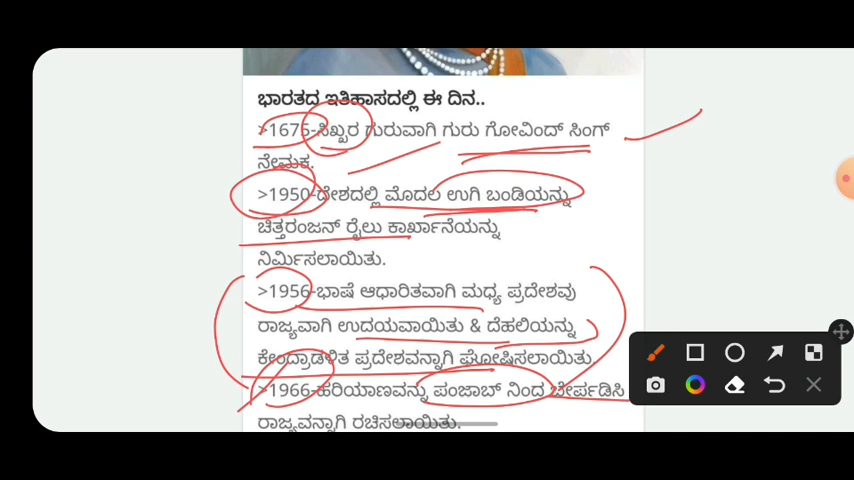 ಭಾರತದ ಇತಿಹಾಸದಲ್ಲಿ ಈ ದಿನ..
>1675-ಸಿಖ್ಖರ ಗುರುವಾಗಿ ಗುರು ಗೋವಿಂದ್ ಸಿಂಗ್
ನೇಮಕ.
>1950-ದೇಶದಲ್ಲಿ ಮೊದಲ ಉಗಿ ಬಂಡಿಯನ್ನು
ಚಿತ್ತರಂಜನ್ ರೈಲು ಕಾರ್ಖಾನೆಯನ್ನು
ನಿರ್ಮಿಸಲಾಯಿತು.
>1956-ಭಾಷೆ ಆಧಾರಿತವಾಗಿ ಮಧ್ಯ ಪ್ರದೇಶವು
ರಾಜ್ಯವಾಗಿ ಉದಯವಾಯಿತು & ದೆಹಲಿಯನ್ನು
ಕೇಂದ್ರಾಡಳಿತ ಪ್ರದೇಶವನ್ನಾಗಿ ಘೋಷಿಸಲಾಯಿತು.
>1966-ಹರಿಯಾಣವನ್ನು ಪಂಜಾಬ್ ನಿಂದ ಬೇರ್ಪಡಿಸಿ
ರಾಜ್ಯವನ್ನಾಗಿ ರಚಿಸಲಾಯಿತು.